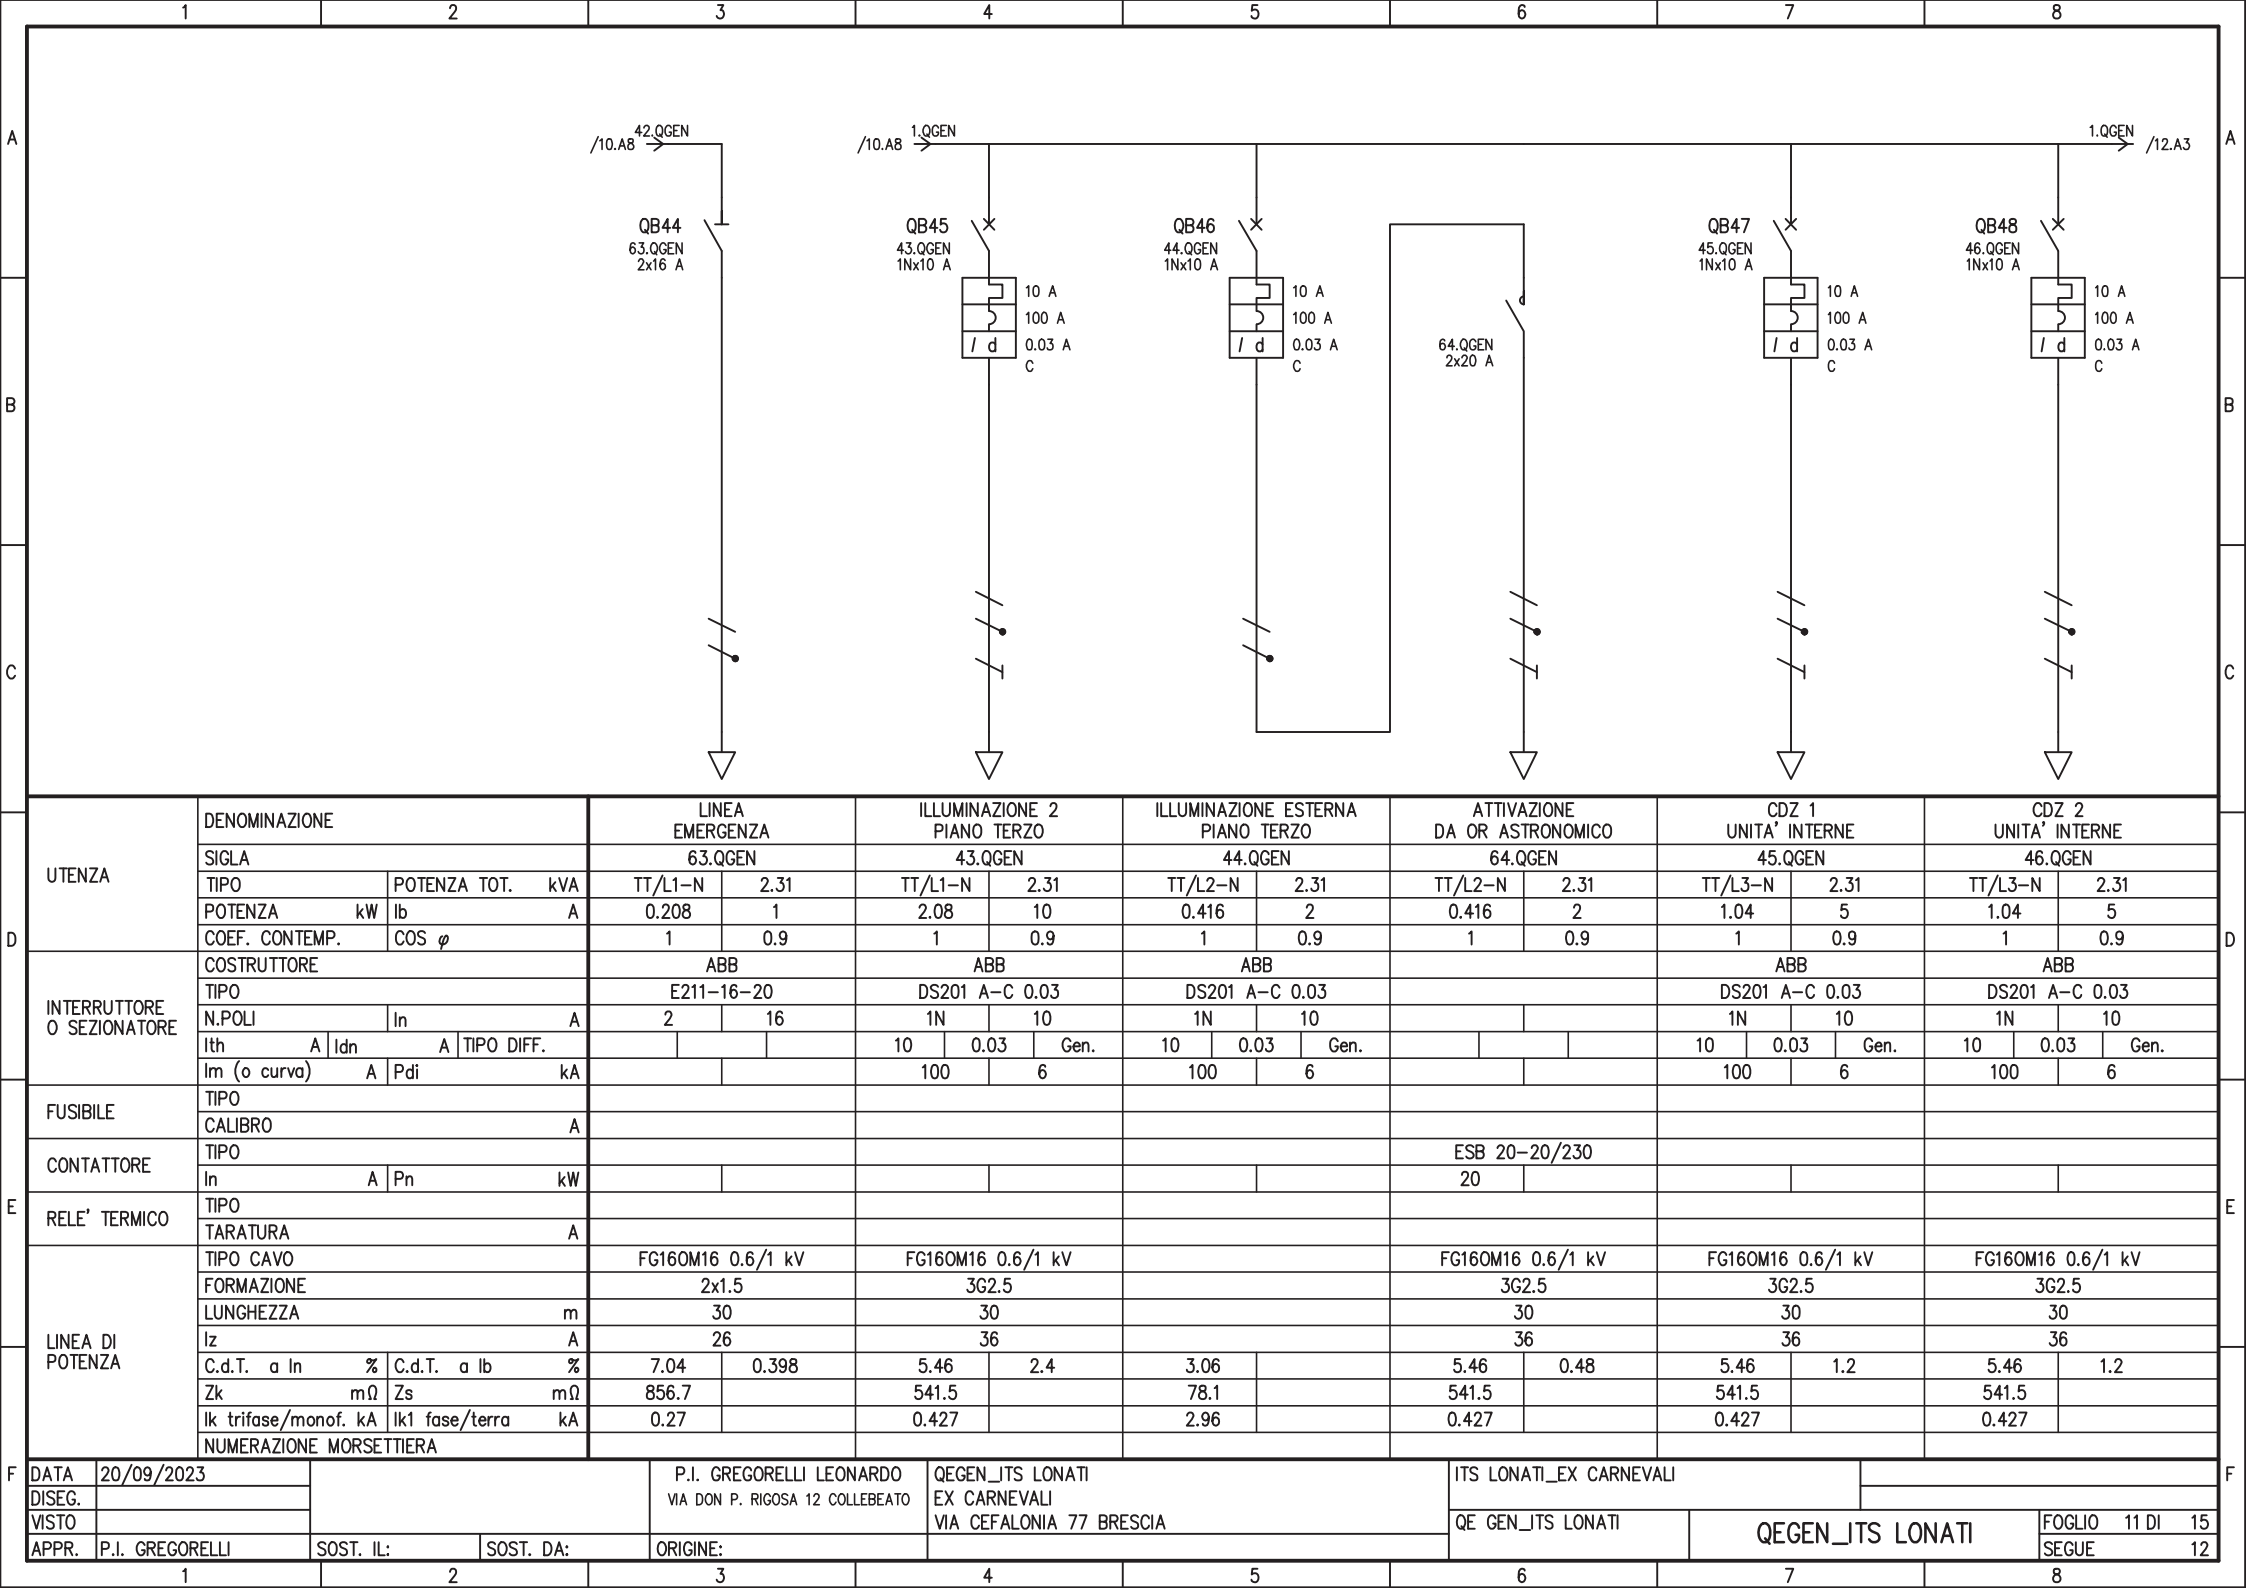 1 2 3 4 5 6 7 8
A
42.QGEN
/10.A8
1.QGEN
/10.A8
1.QGEN
/12.A3
A
QB44
63.QGEN
2x16 A
QB45
43.QGEN
1Nx10 A
10 A
100 A
I d 0.03 A
C
QB46
44.QGEN
1Nx10 A
10 A
100 A
I d 0.03 A
C
64.QGEN
2x20 A
QB47
45.QGEN
1Nx10 A
10 A
100 A
I d 0.03 A
C
QB48
46.QGEN
1Nx10 A
10 A
100 A
I d 0.03 A
C
B B
C C
D D
E E
F F
UTENZA
DENOMINAZIONE
LINEA EMERGENZA
ILLUMINAZIONE 2 PIANO TERZO
ILLUMINAZIONE ESTERNA PIANO TERZO
ATTIVAZIONE DA OR ASTRONOMICO
CDZ 1 UNITA' INTERNE
CDZ 2 UNITA' INTERNE
SIGLA 63.QGEN 43.QGEN 44.QGEN 64.QGEN 45.QGEN 46.QGEN
TIPO POTENZA TOT. kVA TT/L1-N 2.31 TT/L1-N 2.31 TT/L2-N 2.31 TT/L2-N 2.31 TT/L3-N 2.31 TT/L3-N 2.31
POTENZA kW Ib A 0.208 1 2.08 10 0.416 2 0.416 2 1.04 5 1.04 5
COEF. CONTEMP. COS φ 1 0.9 1 0.9 1 0.9 1 0.9 1 0.9 1 0.9
INTERRUTTORE
O SEZIONATORE
COSTRUTTORE ABB ABB ABB ABB ABB
TIPO E211-16-20 DS201 A-C 0.03 DS201 A-C 0.03 DS201 A-C 0.03 DS201 A-C 0.03
N.POLI In A 2 16 1N 10 1N 10 1N 10 1N 10
Ith A Idn A TIPO DIFF. 10 0.03 Gen. 10 0.03 Gen. 10 0.03 Gen. 10 0.03 Gen.
Im (o curva) A Pdi kA 100 6 100 6 100 6 100 6
FUSIBILE
TIPO
CALIBRO A
CONTATTORE
TIPO ESB 20-20/230
In A Pn kW 20
RELE' TERMICO
TIPO
TARATURA A
LINEA DI
POTENZA
TIPO CAVO FG16OM16 0.6/1 kV FG16OM16 0.6/1 kV FG16OM16 0.6/1 kV FG16OM16 0.6/1 kV FG16OM16 0.6/1 kV
FORMAZIONE 2x1.5 3G2.5 3G2.5 3G2.5 3G2.5
LUNGHEZZA m 30 30 30 30 30
Iz A 26 36 36 36 36
C.d.T. a In % C.d.T. a Ib % 7.04 0.398 5.46 2.4 3.06 5.46 0.48 5.46 1.2 5.46 1.2
Zk mΩ Zs mΩ 856.7 541.5 78.1 541.5 541.5 541.5
Ik trifase/monof. kA Ik1 fase/terra kA 0.27 0.427 2.96 0.427 0.427 0.427
NUMERAZIONE MORSETTIERA
DATA 20/09/2023
DISEG.
VISTO
APPR. P.I. GREGORELLI
SOST. IL: SOST. DA:
P.I. GREGORELLI LEONARDO
VIA DON P. RIGOSA 12 COLLEBEATO
ORIGINE:
QEGEN_ITS LONATI
EX CARNEVALI
VIA CEFALONIA 77 BRESCIA
ITS LONATI_EX CARNEVALI
QE GEN_ITS LONATI
QEGEN_ITS LONATI
FOGLIO 11 DI 15
SEGUE 12
1 2 3 4 5 6 7 8